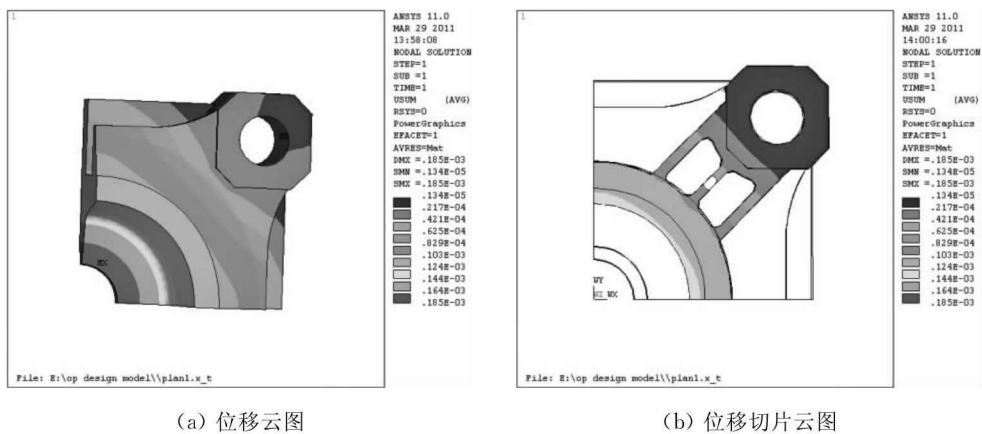 1
ANSYS 11.0
MAR 29 2011
13:58:08
NODAL SOLUTION
STEP=1
SUB =1
TIME=1
USUM (AVG)
RSYS=0
PowerGraphics
EFACET=1
AVRES=Mat
DMX =.185E-03
SMN =.134E-05
SMX =.185E-03
.134E-05
.217E-04
.421E-04
.625E-04
.829E-04
.103E-03
.124E-03
.144E-03
.164E-03
.185E-03
MX
File: E:\op design model\\plan1.x_t
(a) 位移云图
1
ANSYS 11.0
MAR 29 2011
14:00:16
NODAL SOLUTION
STEP=1
SUB =1
TIME=1
USUM (AVG)
RSYS=0
PowerGraphics
EFACET=1
AVRES=Mat
DMX =.185E-03
SMN =.134E-05
SMX =.185E-03
.134E-05
.217E-04
.421E-04
.625E-04
.829E-04
.103E-03
.124E-03
.144E-03
.164E-03
.185E-03
WY
WZ WX
File: E:\op design model\\plan1.x_t
(b) 位移切片云图